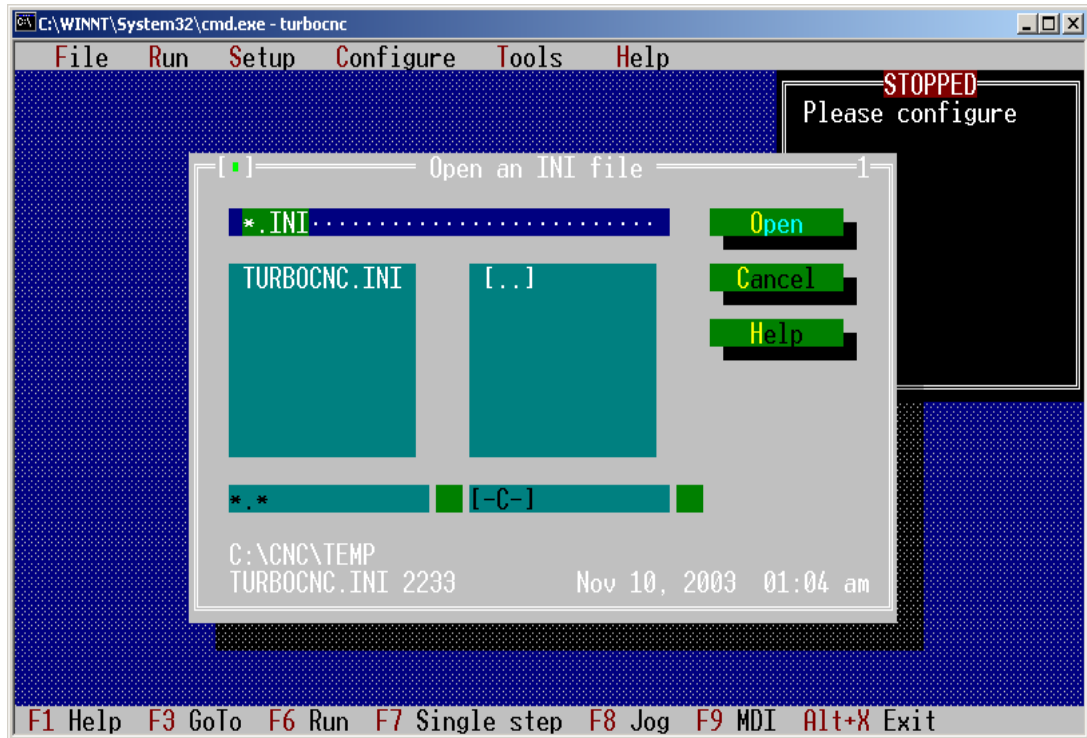 C:\WINNT\System32\cmd.exe - turbocnc
File Run Setup Configure Tools Help
STOPPED
Please configure
[▪] Open an INI file 1
*.INI
Open
TURBOCNC.INI [..]
Cancel
Help
*.* [-C-]
C:\CNC\TEMP
TURBOCNC.INI 2233 Nov 10, 2003 01:04 am
F1 Help F3 GoTo F6 Run F7 Single step F8 Jog F9 MDI Alt+X Exit